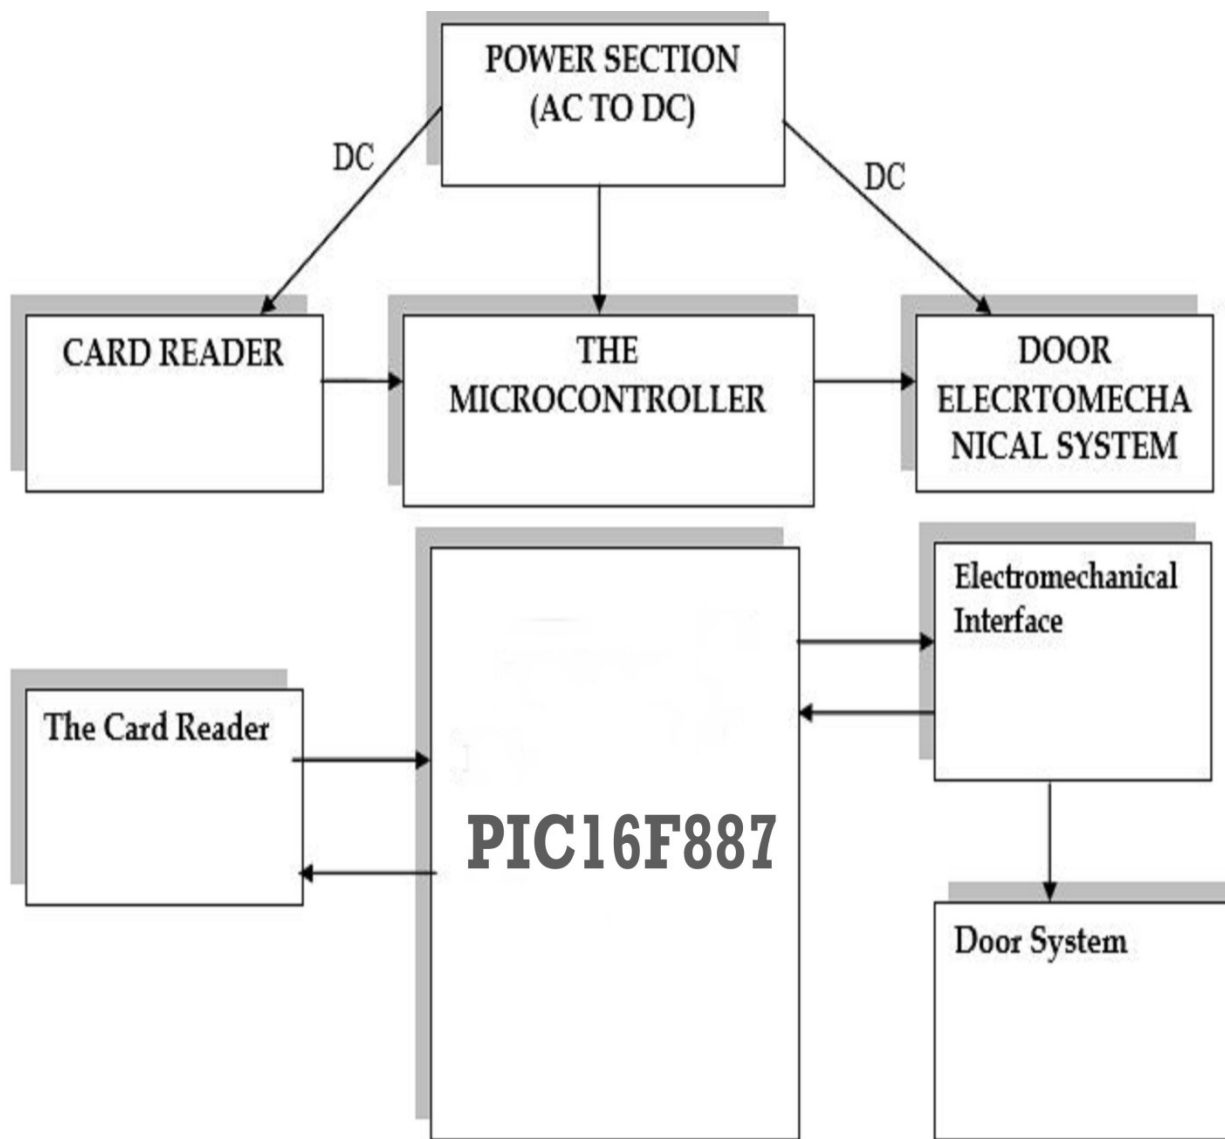 POWER SECTION
(AC TO DC)
DC
DC
CARD READER
THE
MICROCONTROLLER
DOOR
ELECRTOMECHA
NICAL SYSTEM
Electromechanical
Interface
The Card Reader
PIC16F887
Door System